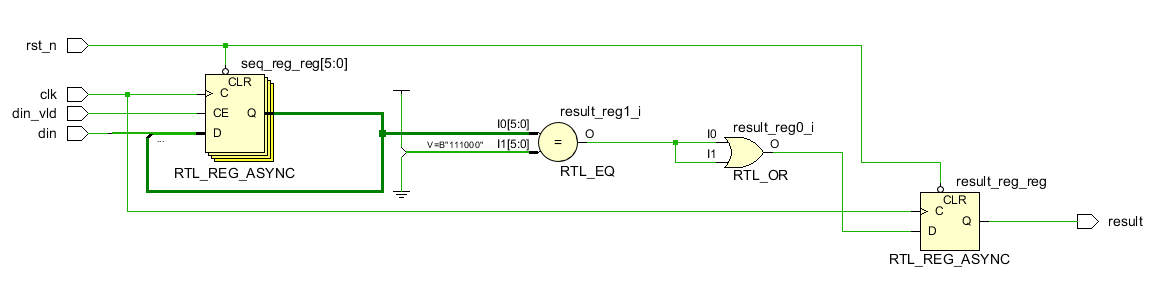 rst_n
seq_reg_reg[5:0]
CLR
clk
C
din_vld
CE
Q
din
D
...
RTL_REG_ASYNC
V=B"111000"
result_reg1_i
I0[5:0]
I1[5:0]
=
O
RTL_EQ
result_reg0_i
I0
I1
O
RTL_OR
result_reg_reg
CLR
C
D
Q
RTL_REG_ASYNC
result